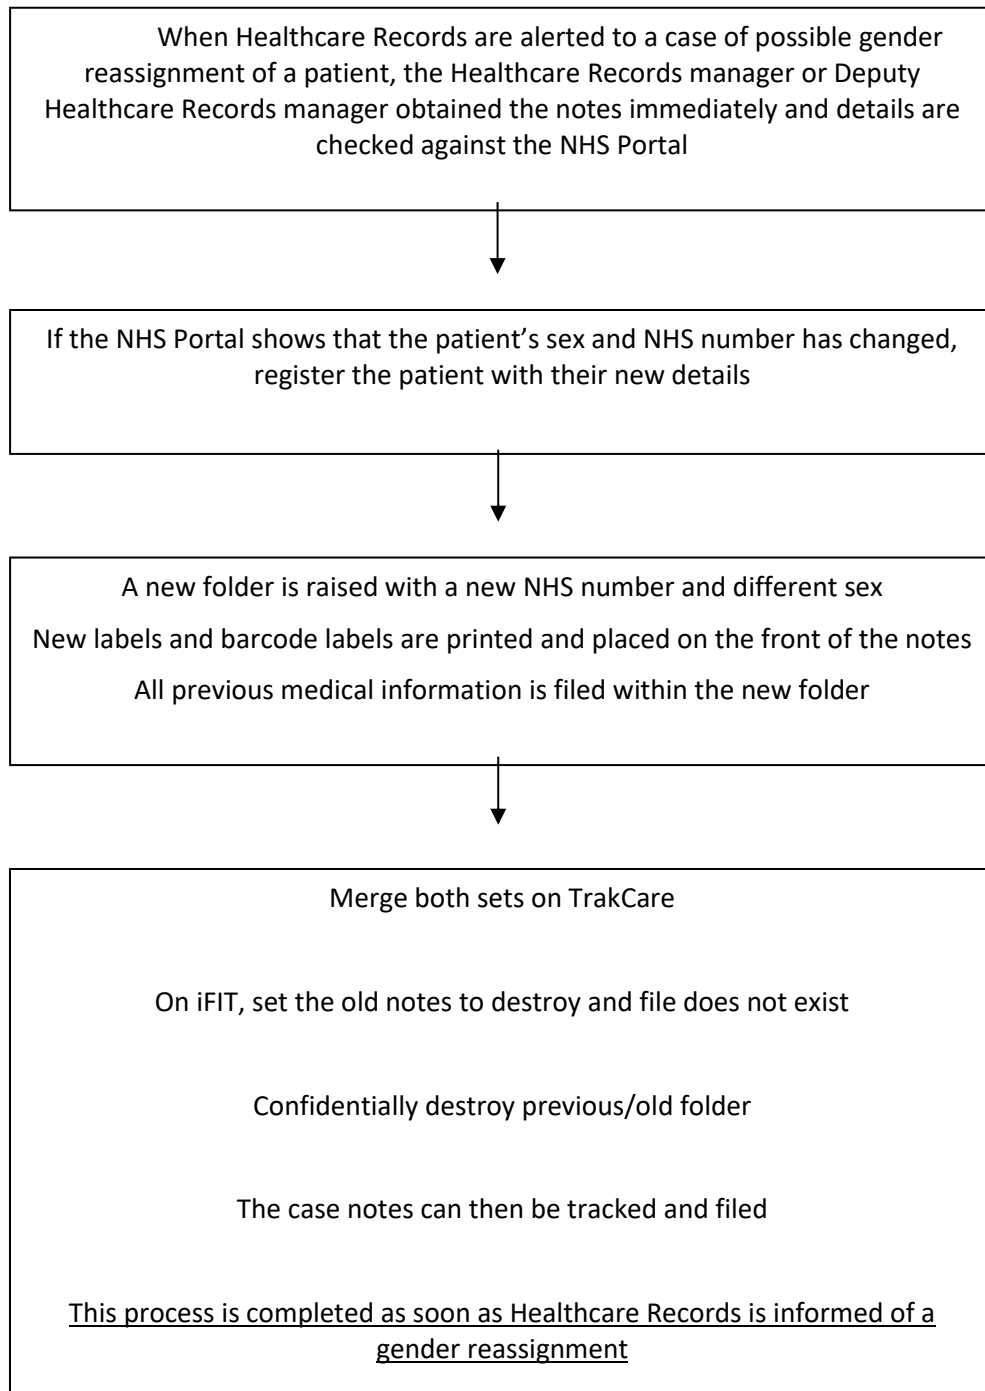 When Healthcare Records are alerted to a case of possible gender
reassignment of a patient, the Healthcare Records manager or Deputy
Healthcare Records manager obtained the notes immediately and details are
checked against the NHS Portal
If the NHS Portal shows that the patient’s sex and NHS number has changed,
register the patient with their new details
A new folder is raised with a new NHS number and different sex
New labels and barcode labels are printed and placed on the front of the notes
All previous medical information is filed within the new folder
Merge both sets on TrakCare
On iFIT, set the old notes to destroy and file does not exist
Confidentially destroy previous/old folder
The case notes can then be tracked and filed
This process is completed as soon as Healthcare Records is informed of a
gender reassignment